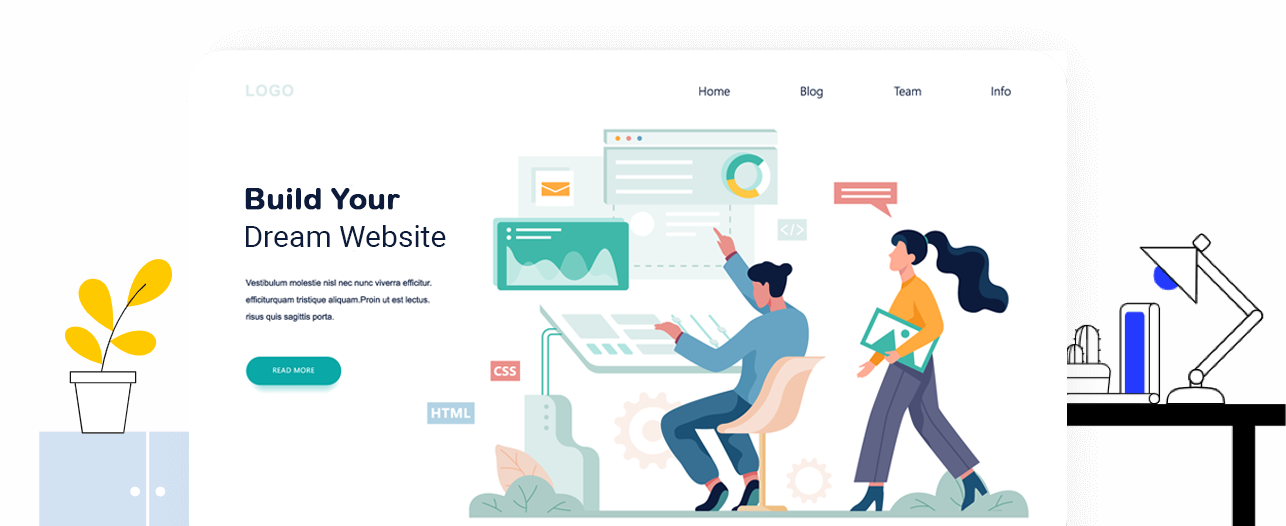 LOGO
Home Blog Team Info
Build Your
Dream Website
Vestibulum molestie nisl nec nunc viverra efficitur.
efficiturquam tristique aliquam.Proin ut est lectus.
risus quis sagittis porta.
READ MORE
</>
CSS
HTML